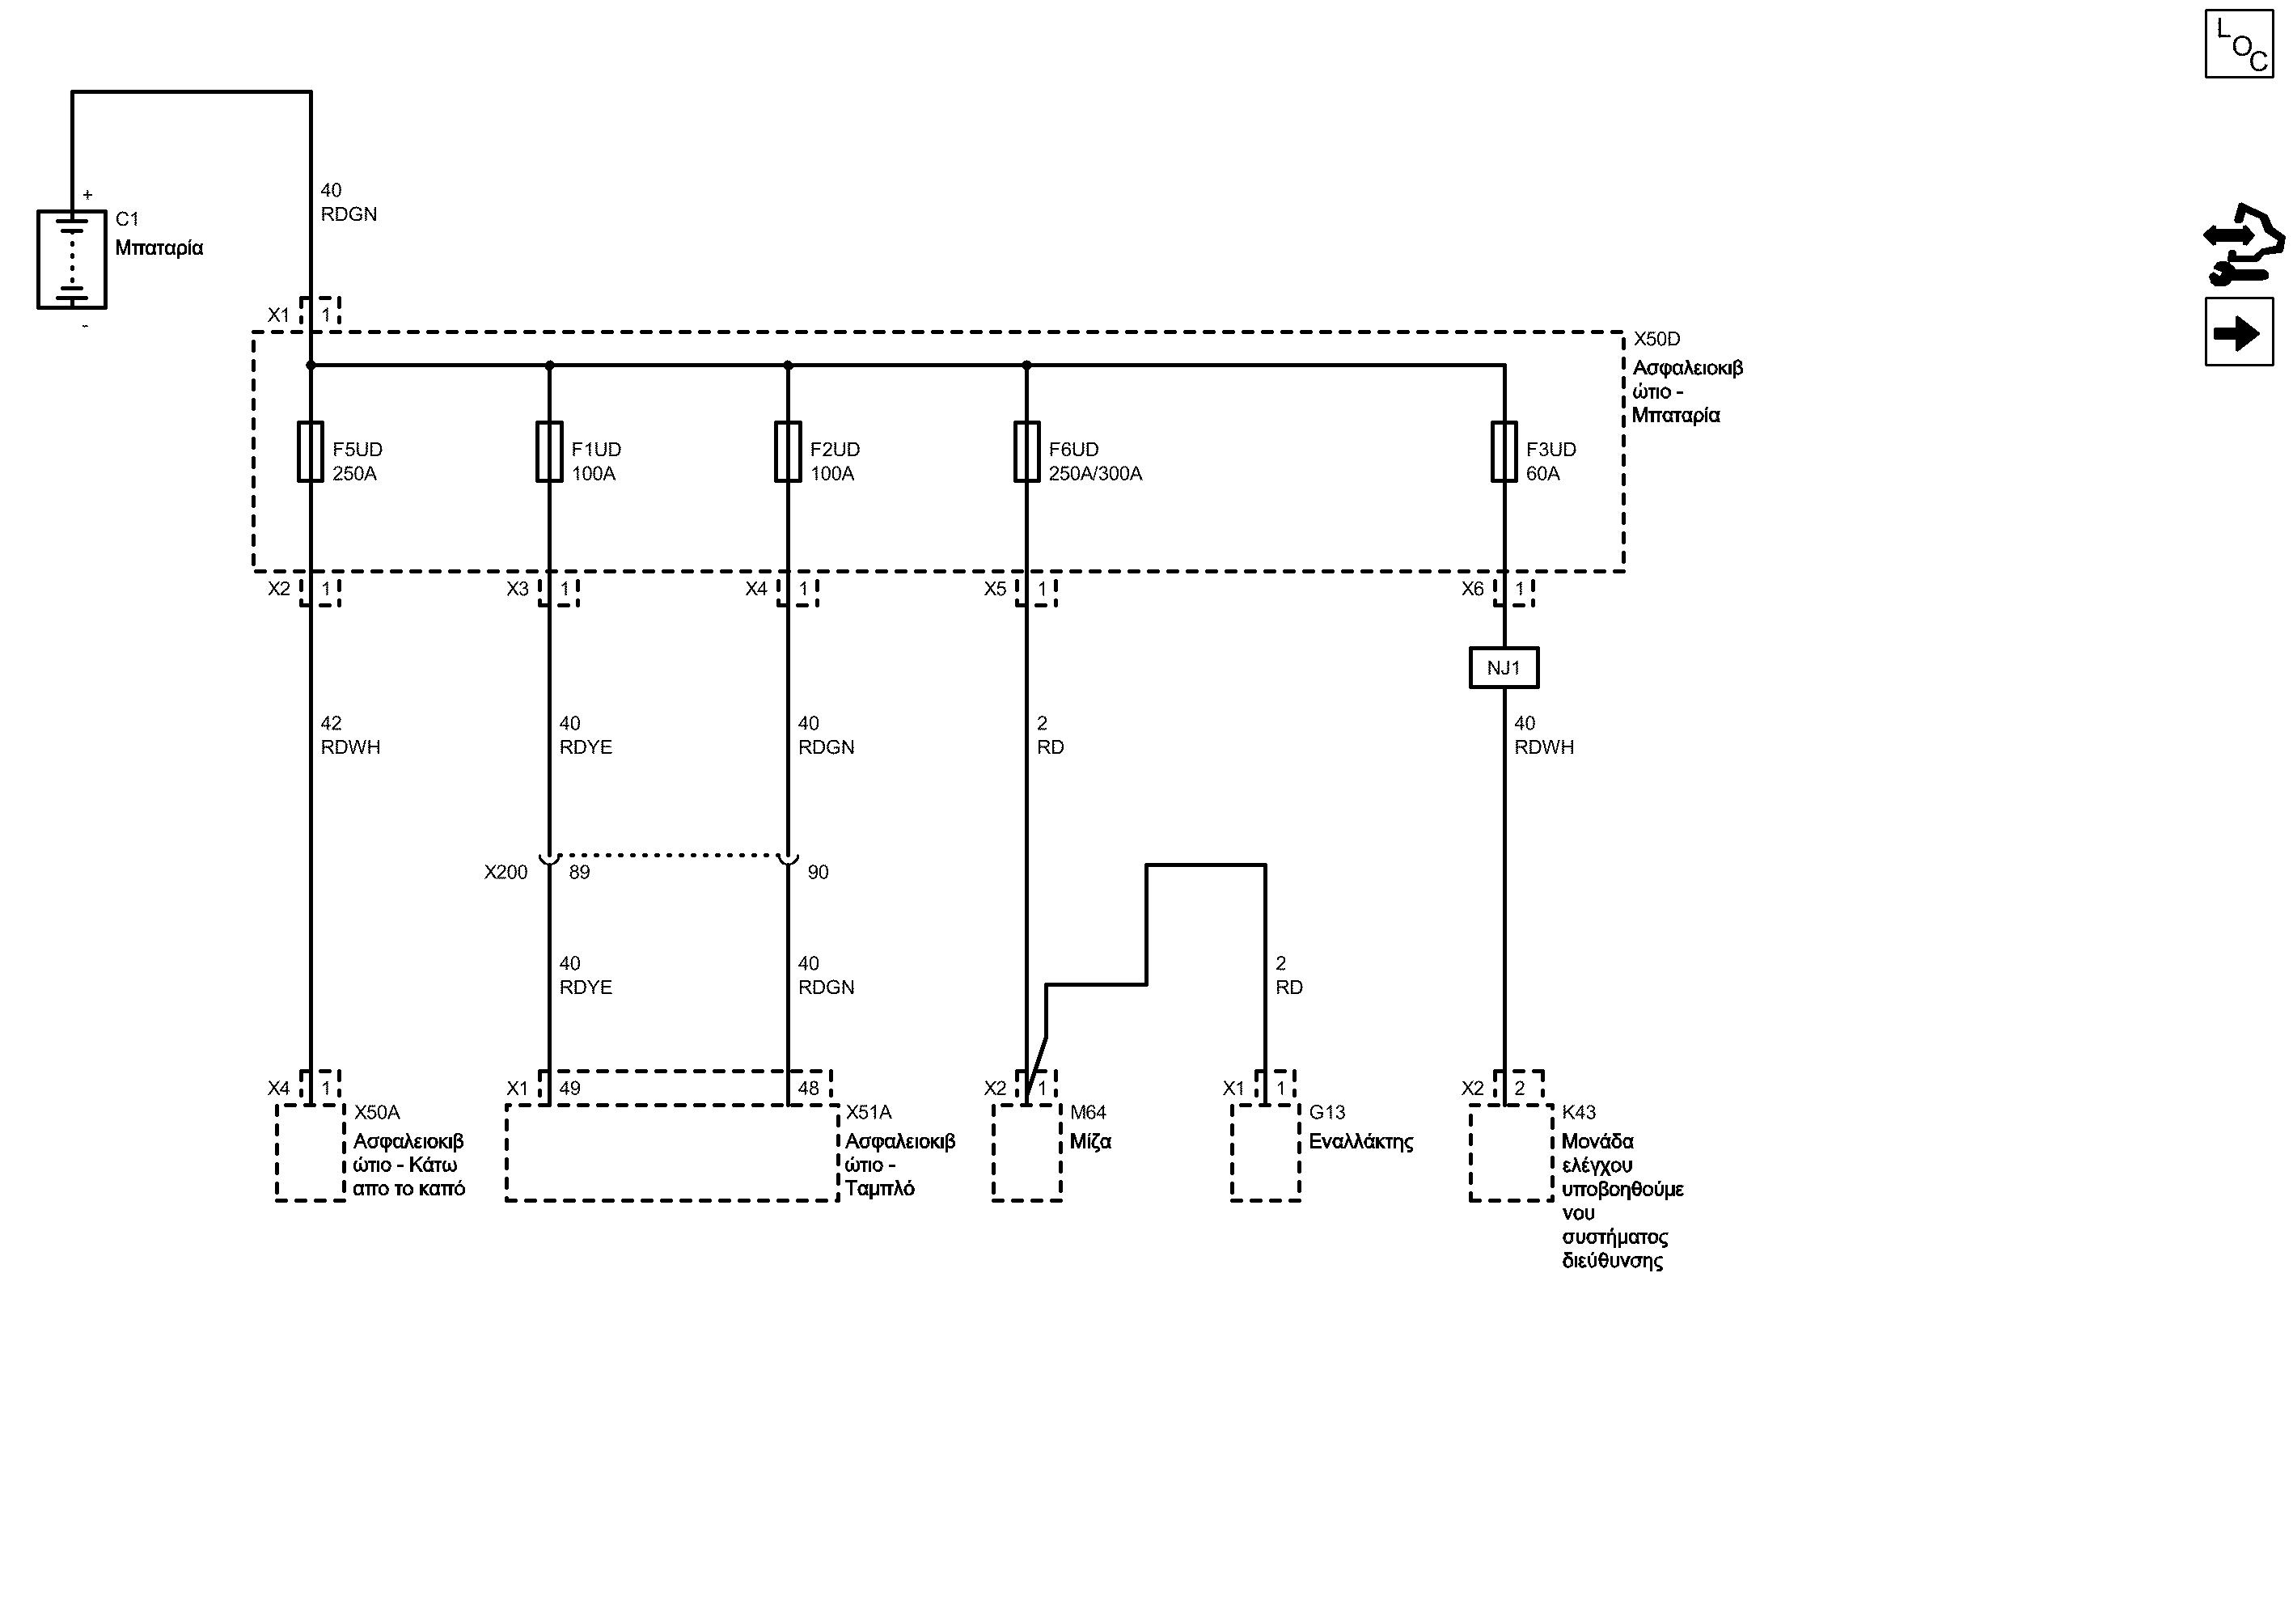 L
O
C
40
RDGN
+
C1
Μπαταρία
-
X1 1
X50D
Ασφαλειοκιβ
ώτιο -
Μπαταρία
F5UD
250A
F1UD
100A
F2UD
100A
F6UD
250A/300A
F3UD
60A
X2 1
X3 1
X4 1
X5 1
X6 1
NJ1
42
RDWH
40
RDYE
40
RDGN
2
RD
40
RDWH
X200 89
90
40
RDYE
40
RDGN
2
RD
X4 1
X1 49
48
X2 1
X1 1
X2 2
X50A
Ασφαλειοκιβ
ώτιο - Κάτω
απο το καπό
X51A
Ασφαλειοκιβ
ώτιο -
Ταμπλό
M64
Μίζα
G13
Εναλλάκτης
K43
Μονάδα
ελέγχου
υποβοηθούμε
νου
συστήματος
διεύθυνσης